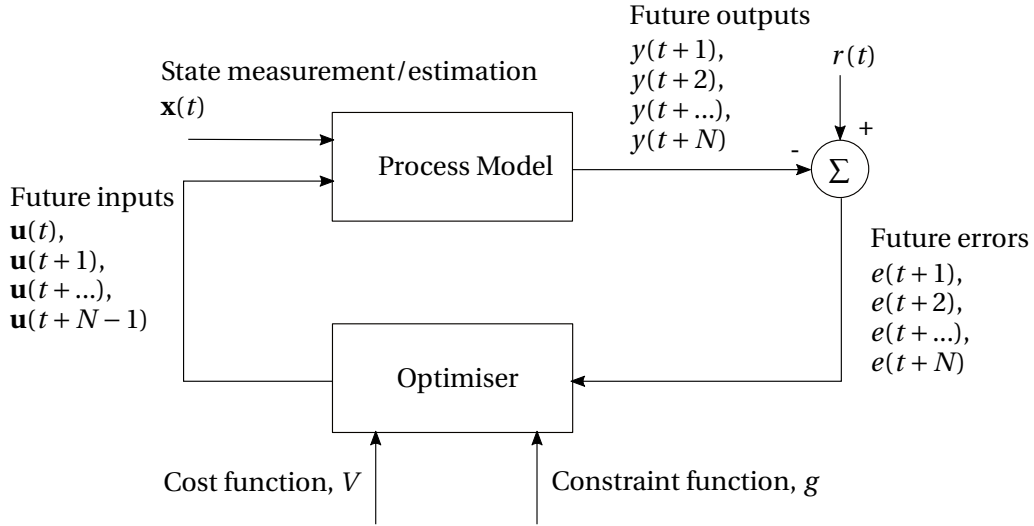 Future outputs
y(t+1),
y(t+2),
y(t+...),
y(t+N)
r(t)
State measurement/estimation
x(t)
+
-
Process Model
Σ
Future inputs
u(t),
u(t+1),
u(t+...),
u(t+N−1)
Future errors
e(t+1),
e(t+2),
e(t+...),
e(t+N)
Optimiser
Cost function, V
Constraint function, g